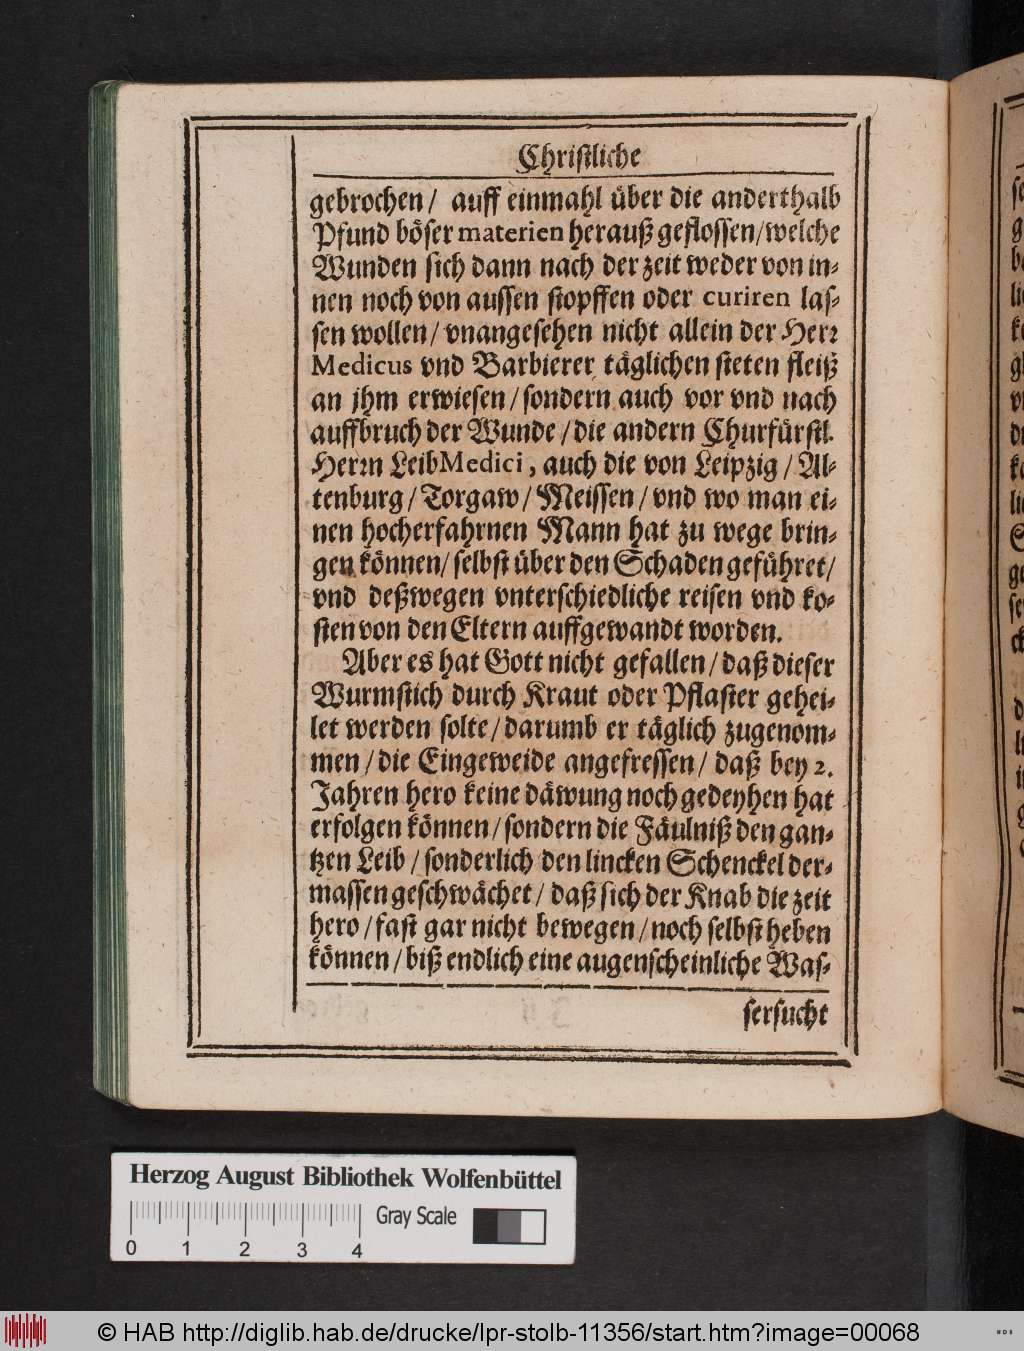 Christliche
gebrochen / auff einmahl über die anderthalb
Pfund böser materien herauß geflossen/welche
Wunden sich dann nach der zeit weder von in-
nen noch von aussen stopffen oder curiren las-
sen wollen / vnangesehen nicht allein der Herr
Medicus vnd Barbierer täglichen steten fleiß
an jhm erwiesen / sondern auch vor vnd nach
auffbruch der Wunde / die andern Churfürstl.
Herrn LeibMedici, auch die von Leipzig / Al-
tenburg / Torgaw / Meissen / vnd wo man ei-
nen hocherfahrnen Mann hat zu wege brin-
gen können/ selbst über den Schaden geführet/
vnd deßwegen vnterschiedliche reisen vnd ko-
sten von den Eltern auffgewandt worden.
Aber es hat Gott nicht gefallen / daß dieser
Wurmstich durch Kraut oder Pflaster gehei-
let werden solte / darumb er täglich zugenom-
men / die Eingeweide angefressen / daß bey 2.
Jahren hero keine däwung noch gedeyhen hat
erfolgen können / sondern die Fäulniß den gan-
tzen Leib / sonderlich den lincken Schenckel der-
massen geschwächet / daß sich der Knab die zeit
hero / fast gar nicht bewegen / noch selbst heben
können / biß endlich eine augenscheinliche Was-
sersucht
Herzog August Bibliothek Wolfenbüttel
Gray Scale
0 1 2 3 4
© HAB http://diglib.hab.de/drucke/lpr-stolb-11356/start.htm?image=00068